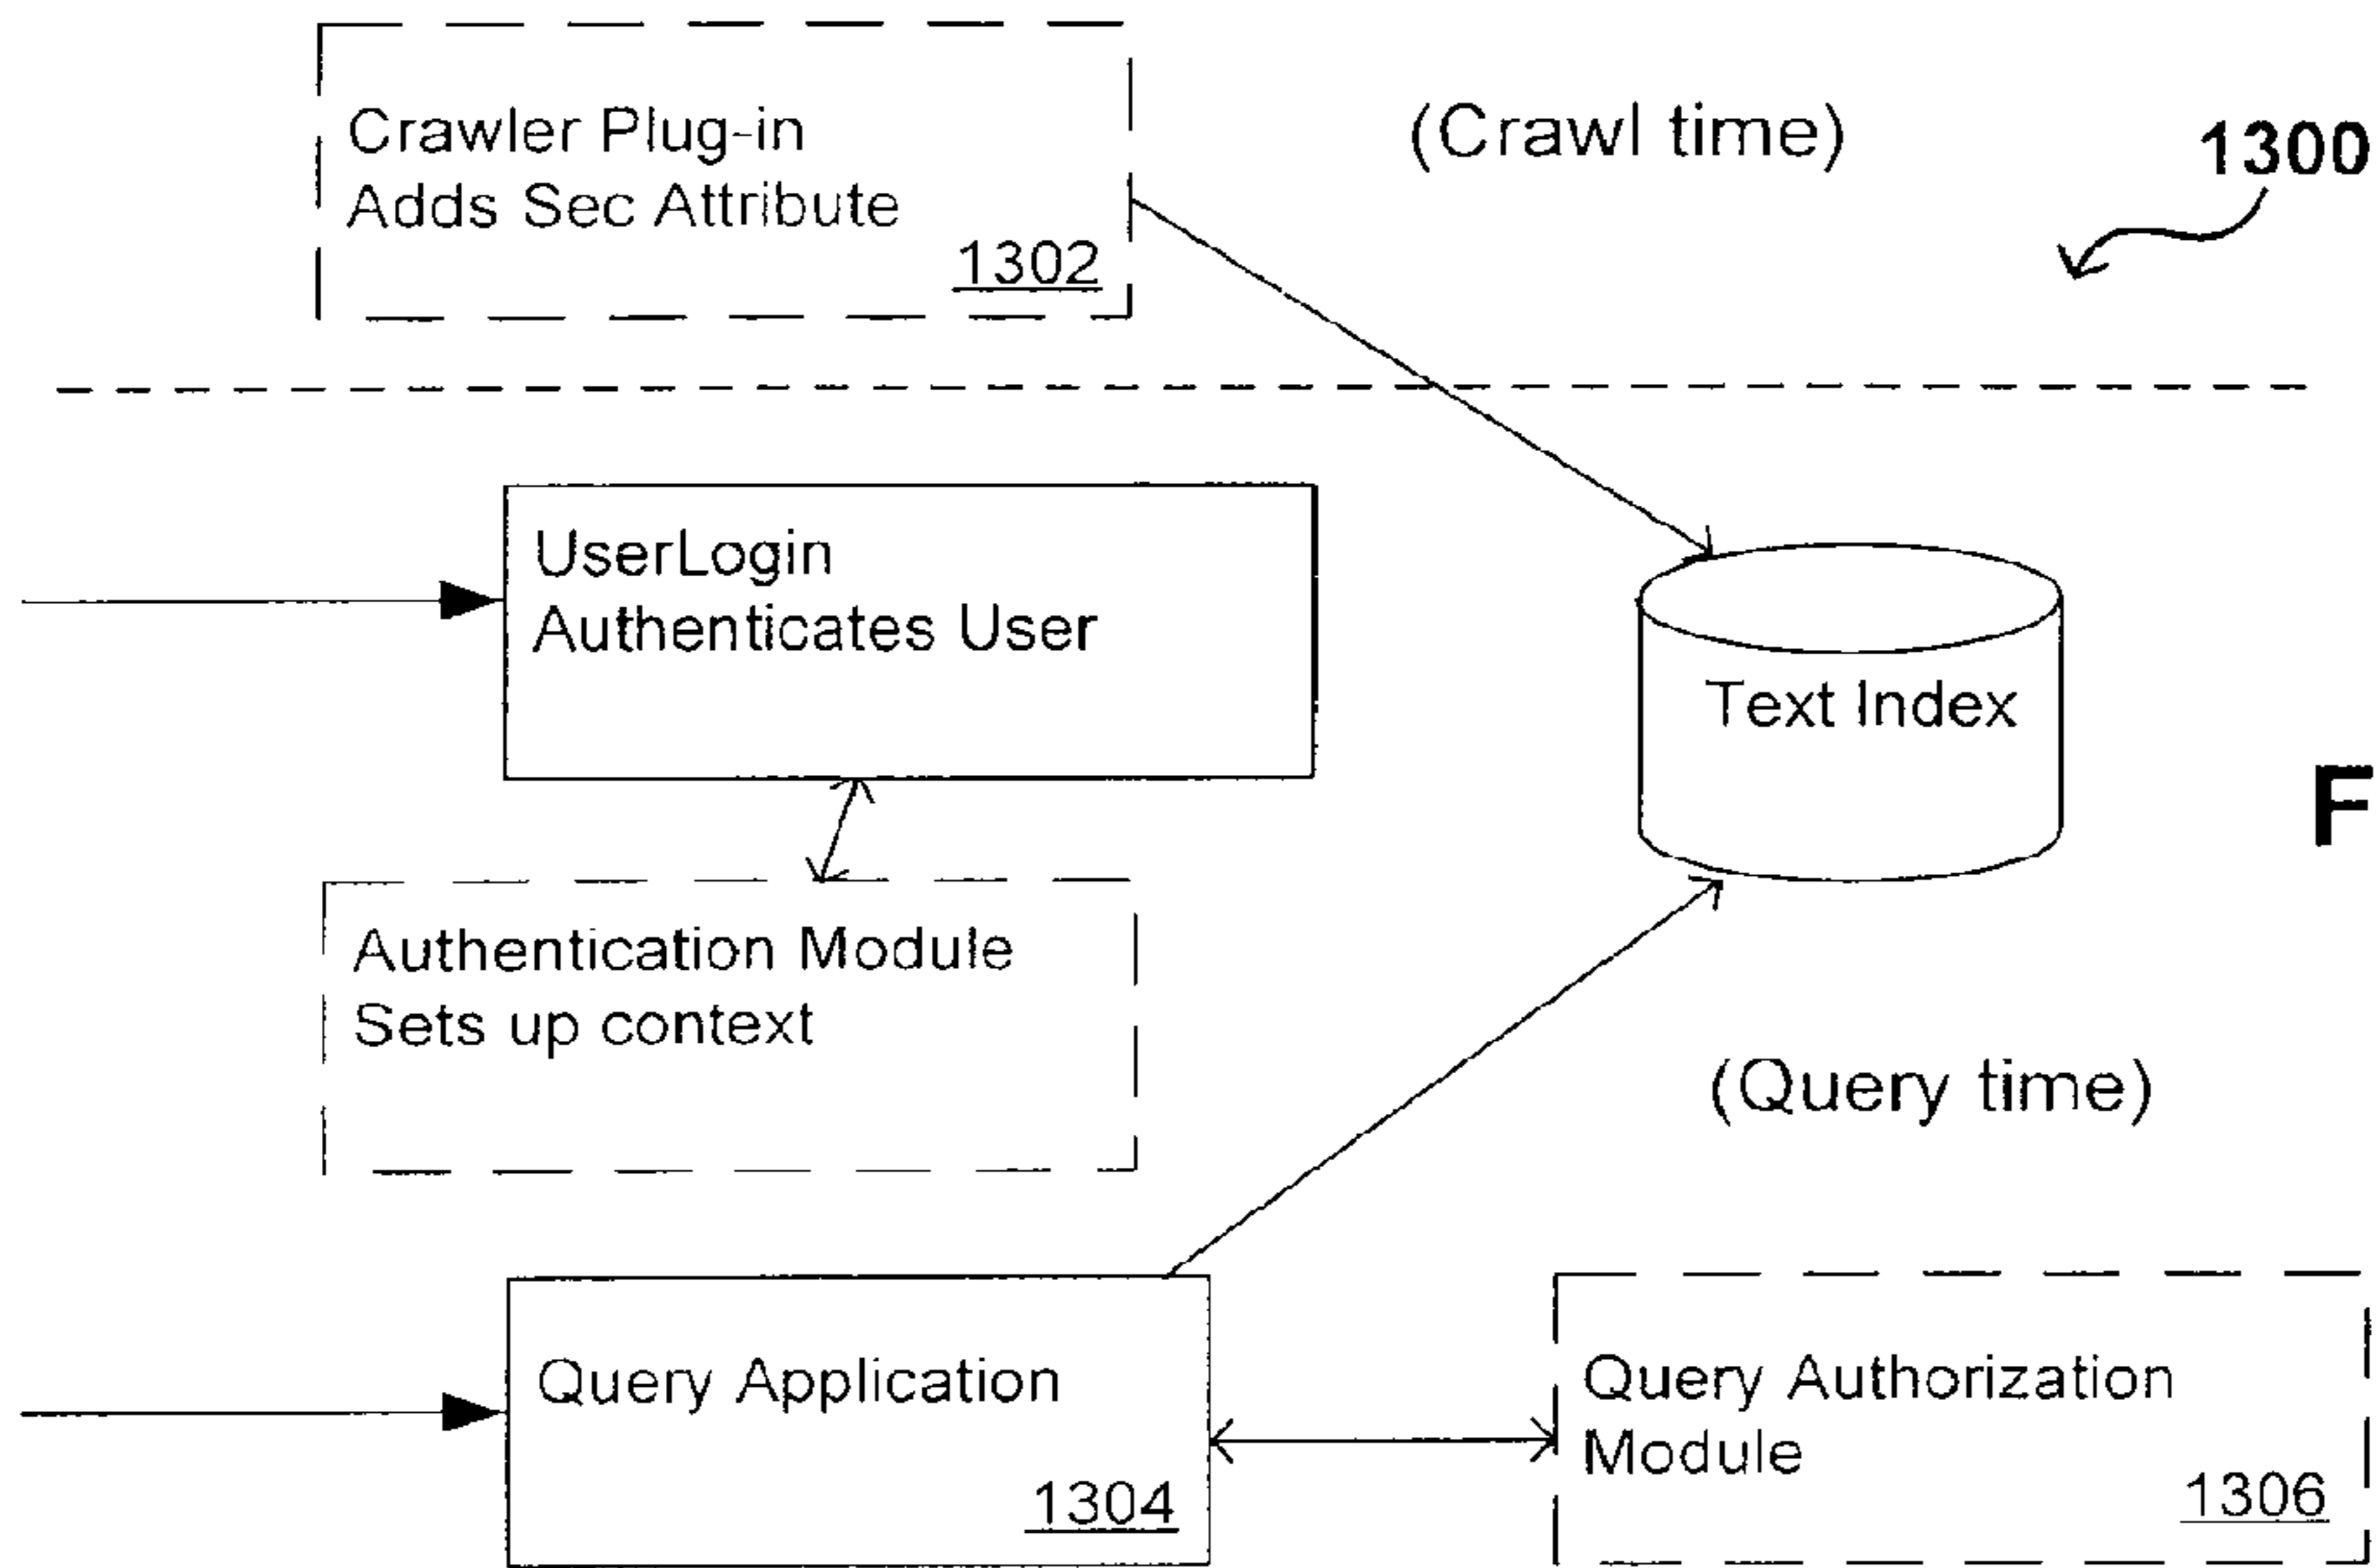 Crawler Plug-in
Adds Sec Attribute
1302
(Crawl time)
1300
UserLogin
Authenticates User
Text Index
F
Authentication Module
Sets up context
(Query time)
Query Application
1304
Query Authorization
Module
1306